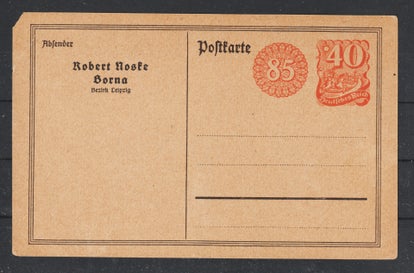 Absender
Postkarte
Robert Noske
Borna
Bezirk Leipzig
85
40
Deutsches Reich